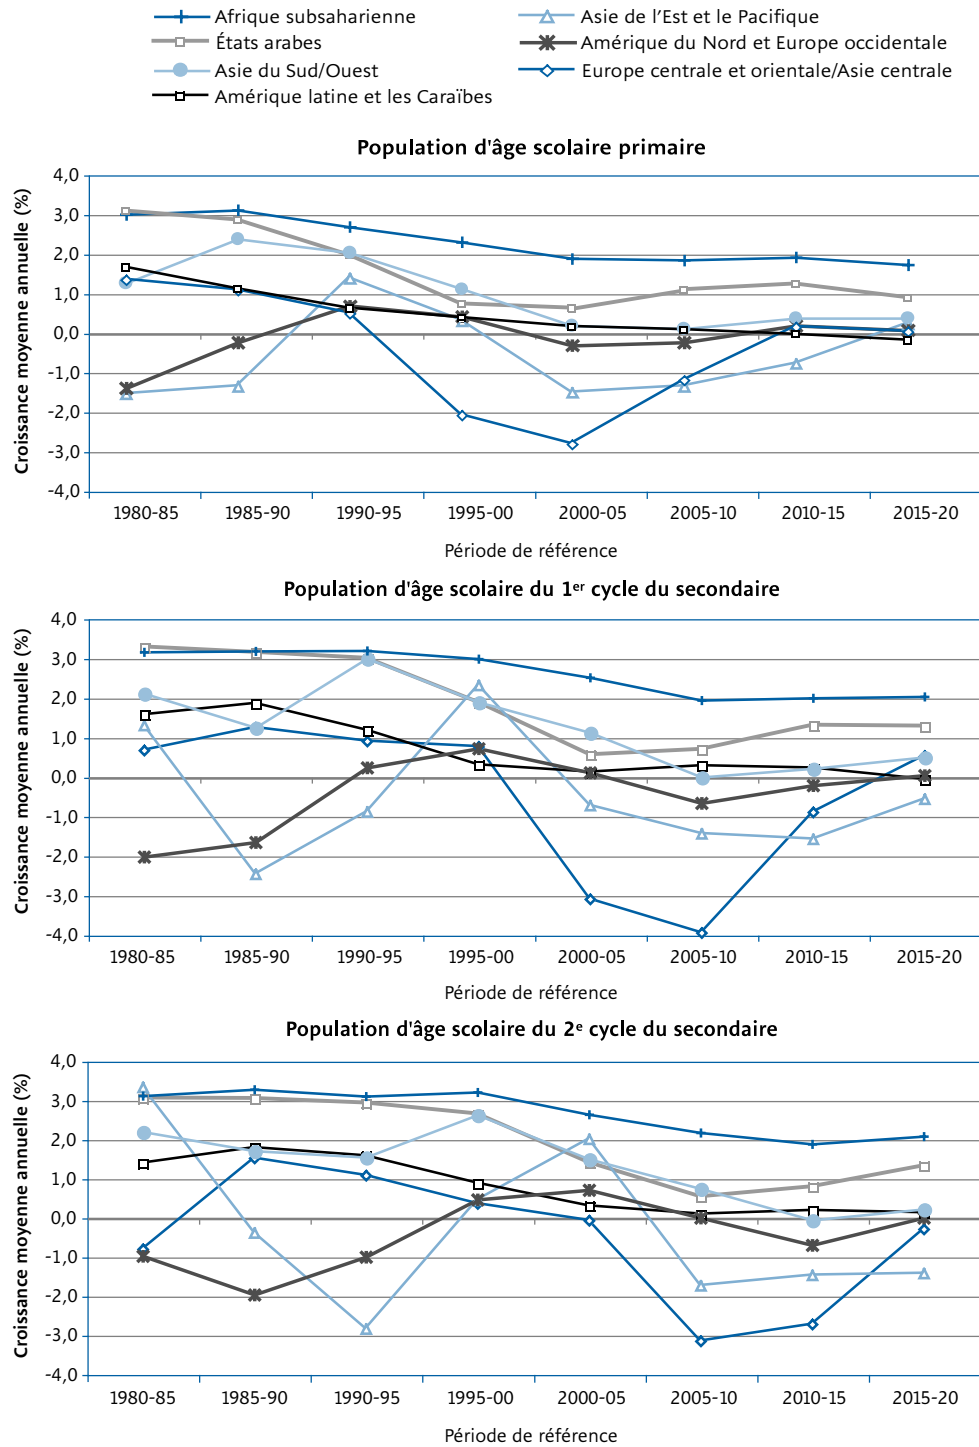 Afrique subsaharienne
États arabes
Asie du Sud/Ouest
Amérique latine et les Caraïbes
Asie de l'Est et le Pacifique
Amérique du Nord et Europe occidentale
Europe centrale et orientale/Asie centrale
Population d'âge scolaire primaire
Croissance moyenne annuelle (%)
4,0
3,0
2,0
1,0
0,0
-1,0
-2,0
-3,0
-4,0
1980-85 1985-90 1990-95 1995-00 2000-05 2005-10 2010-15 2015-20
Période de référence
Population d'âge scolaire du 1er cycle du secondaire
Croissance moyenne annuelle (%)
4,0
3,0
2,0
1,0
0,0
-1,0
-2,0
-3,0
-4,0
1980-85 1985-90 1990-95 1995-00 2000-05 2005-10 2010-15 2015-20
Période de référence
Population d'âge scolaire du 2e cycle du secondaire
Croissance moyenne annuelle (%)
4,0
3,0
2,0
1,0
0,0
-1,0
-2,0
-3,0
-4,0
1980-85 1985-90 1990-95 1995-00 2000-05 2005-10 2010-15 2015-20
Période de référence